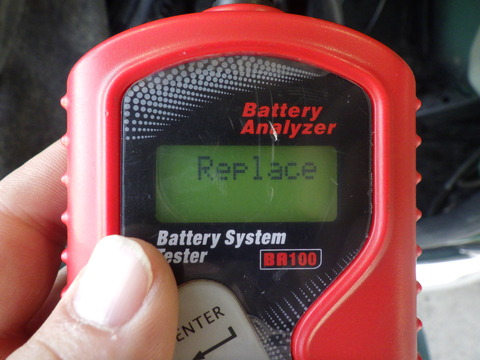 Battery
Analyzer
Replace
Battery System
Tester
BR100
ENTER